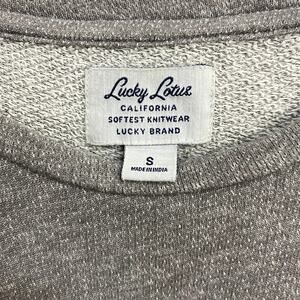 Lucky Lotus
CALIFORNIA
SOFTEST KNITWEAR
LUCKY BRAND
S
MADE IN INDIA